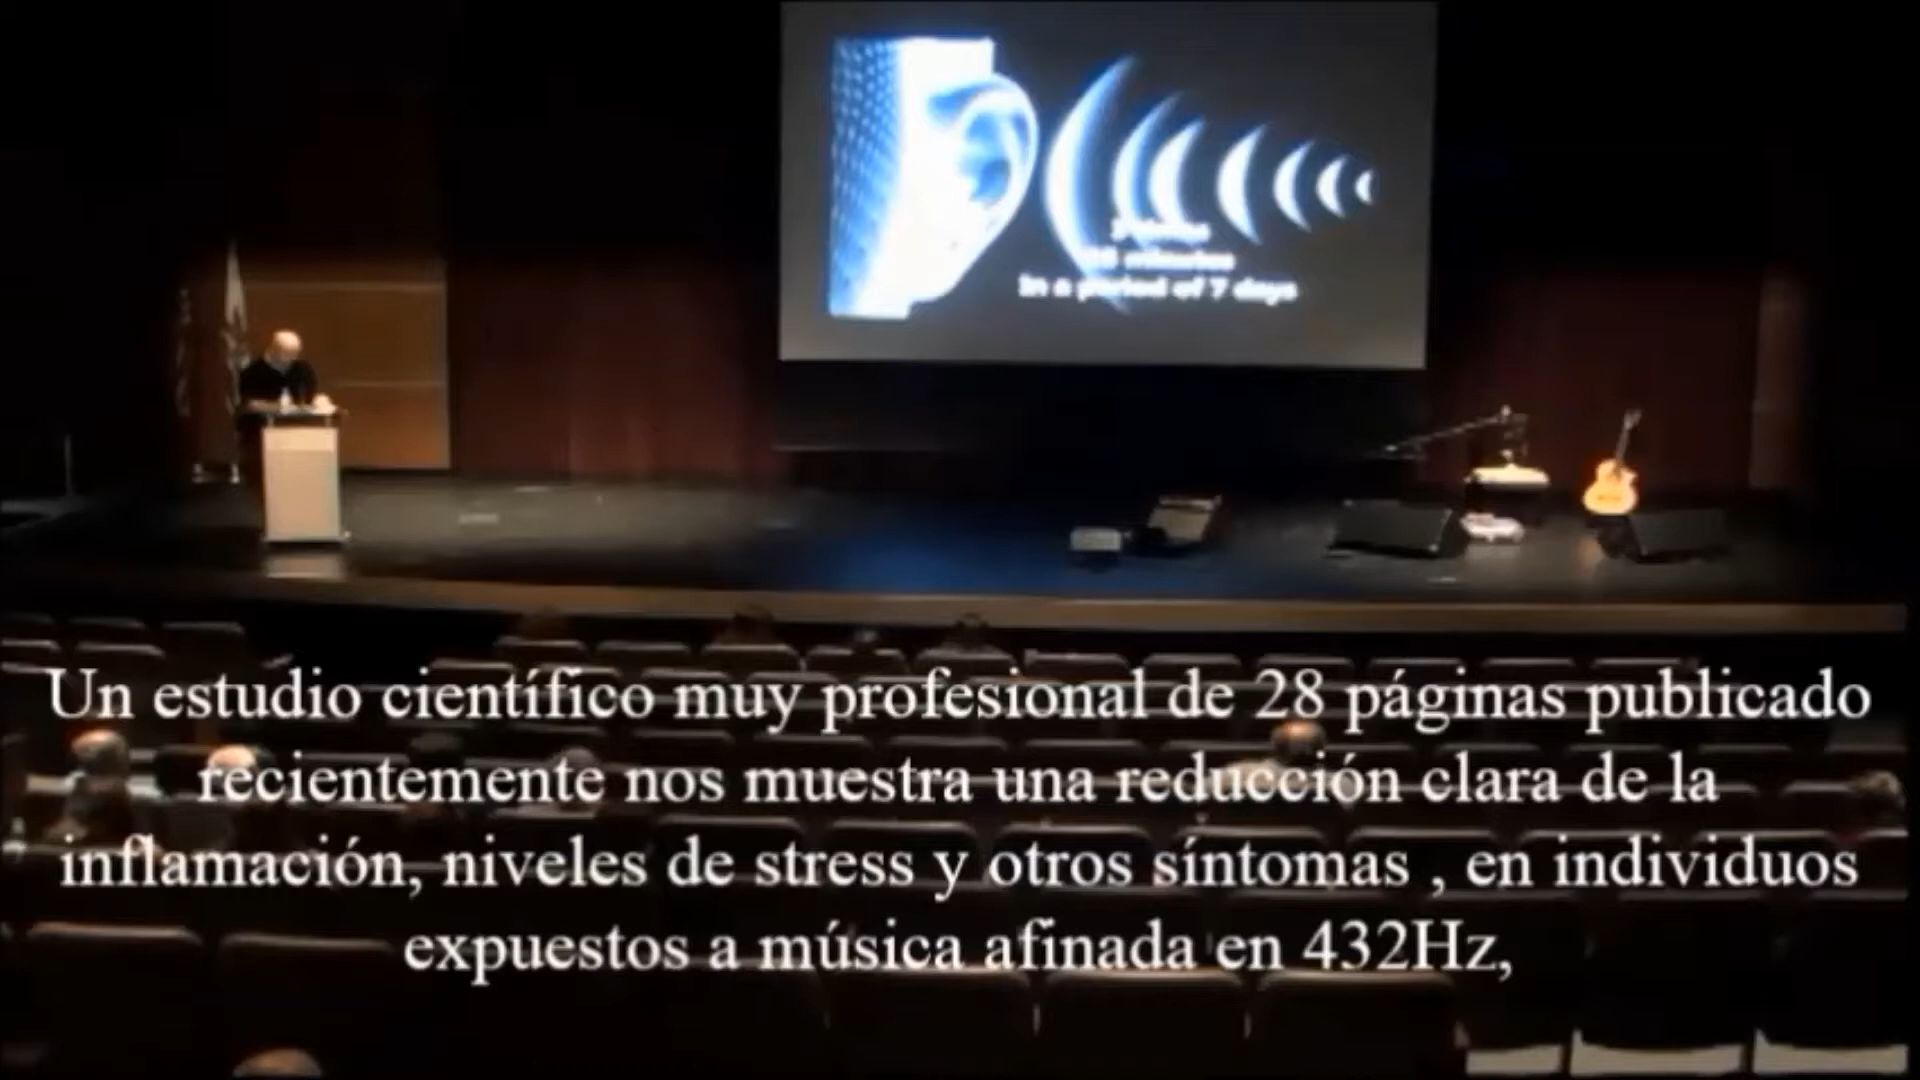 minutes
In a period of 7 days
Un estudio científico muy profesional de 28 páginas publicado
recientemente nos muestra una reducción clara de la
inflamación, niveles de stress y otros síntomas , en individuos
expuestos a música afinada en 432Hz,